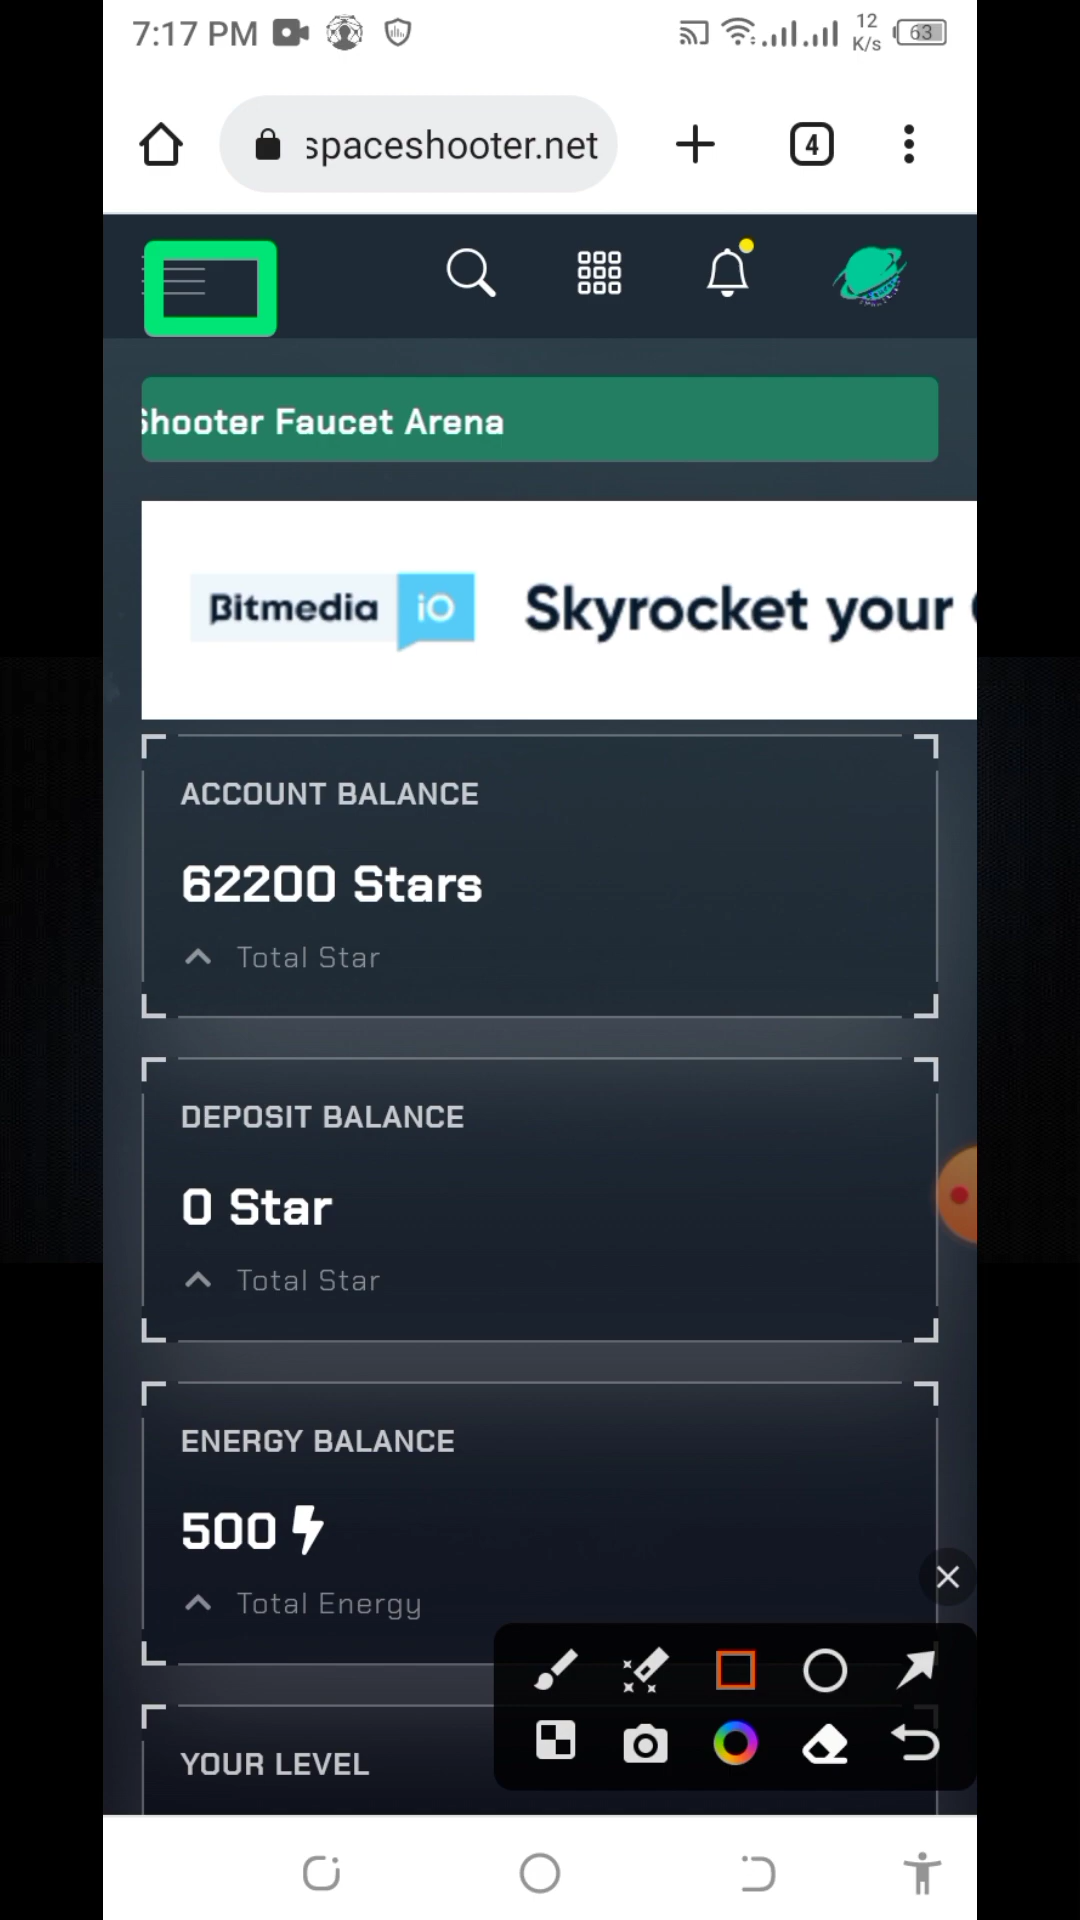 7:17 PM
12
K/s
63
spaceshooter.net
4
Shooter Faucet Arena
Bitmedia iO
Skyrocket your
ACCOUNT BALANCE
62200 Stars
Total Star
DEPOSIT BALANCE
0 Star
Total Star
ENERGY BALANCE
500
Total Energy
YOUR LEVEL